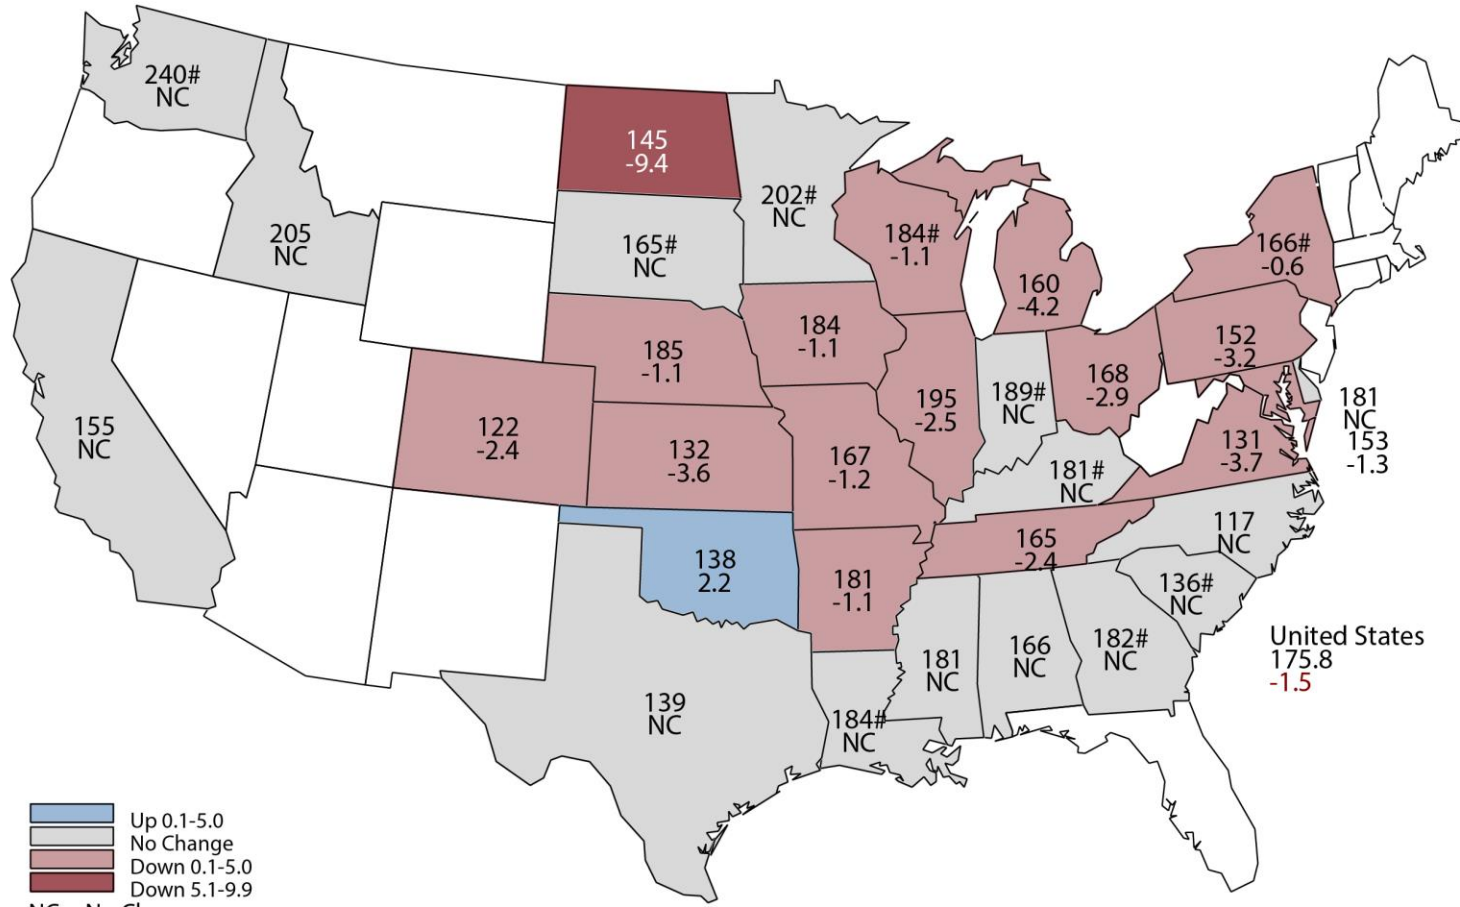 240#
NC
145
-9.4
202#
NC
205
NC
165#
NC
184#
-1.1
166#
-0.6
160
-4.2
184
-1.1
152
-3.2
185
-1.1
168
-2.9
195
-2.5
189#
NC
181
NC
153
-1.3
155
NC
122
-2.4
132
-3.6
167
-1.2
131
-3.7
181#
NC
117
NC
165
-2.4
138
2.2
181
-1.1
136#
NC
182#
NC
166
NC
181
NC
United States
175.8
-1.5
139
NC
184#
NC
Up 0.1-5.0
No Change
Down 0.1-5.0
Down 5.1-9.9